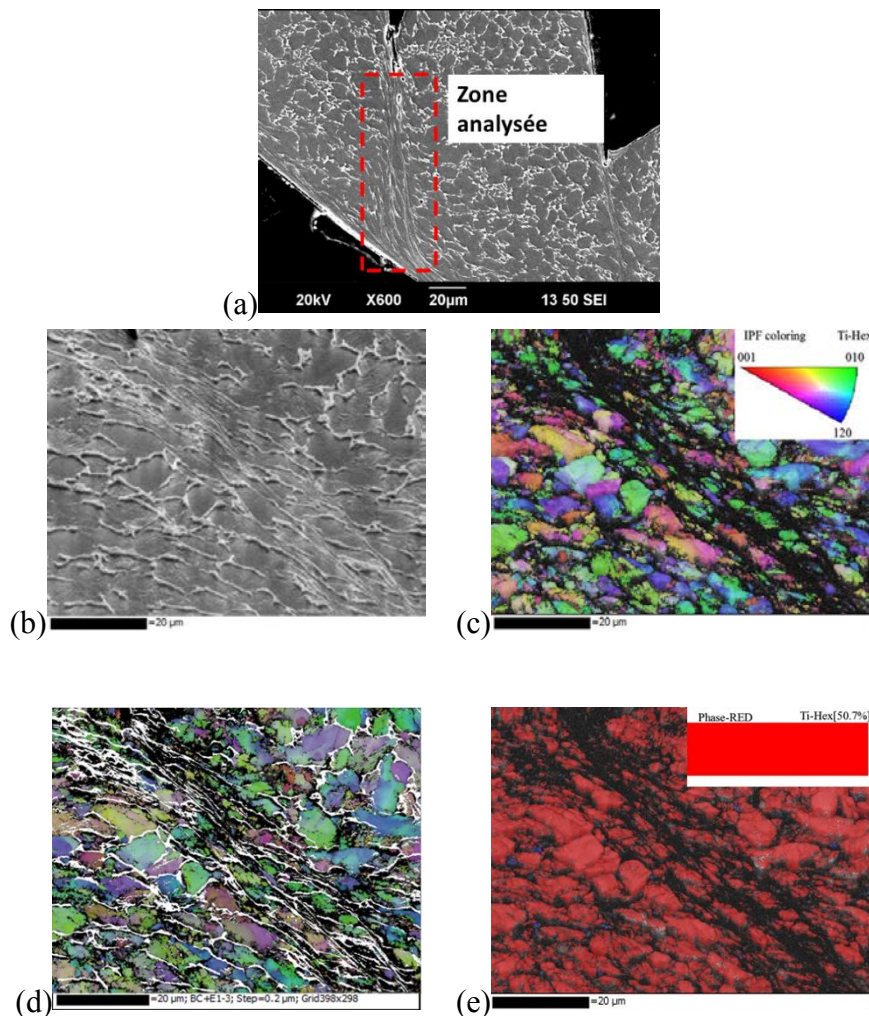 Zone
analysée
20kV X600 20µm 13 50 SEI
(a)
IPF coloring Ti-Hex
001 010
120
(b)
=20 µm
(c)
=20 µm
Phase-RED Ti-Hex[50.7%]
(d)
=20 µm; BC+E1-3; Step=0.2 µm; Grid398x298
(e)
=20 µm